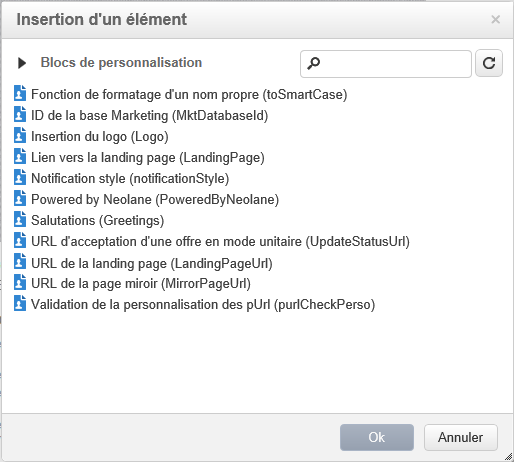 Insertion d'un élément
Blocs de personnalisation
Fonction de formatage d'un nom propre (toSmartCase)
ID de la base Marketing (MktDatabaseId)
Insertion du logo (Logo)
Lien vers la landing page (LandingPage)
Notification style (notificationStyle)
Powered by Neolane (PoweredByNeolane)
Salutations (Greetings)
URL d'acceptation d'une offre en mode unitaire (UpdateStatusUrl)
URL de la landing page (LandingPageUrl)
URL de la page miroir (MirrorPageUrl)
Validation de la personnalisation des pUrl (purlCheckPerso)
Ok
Annuler